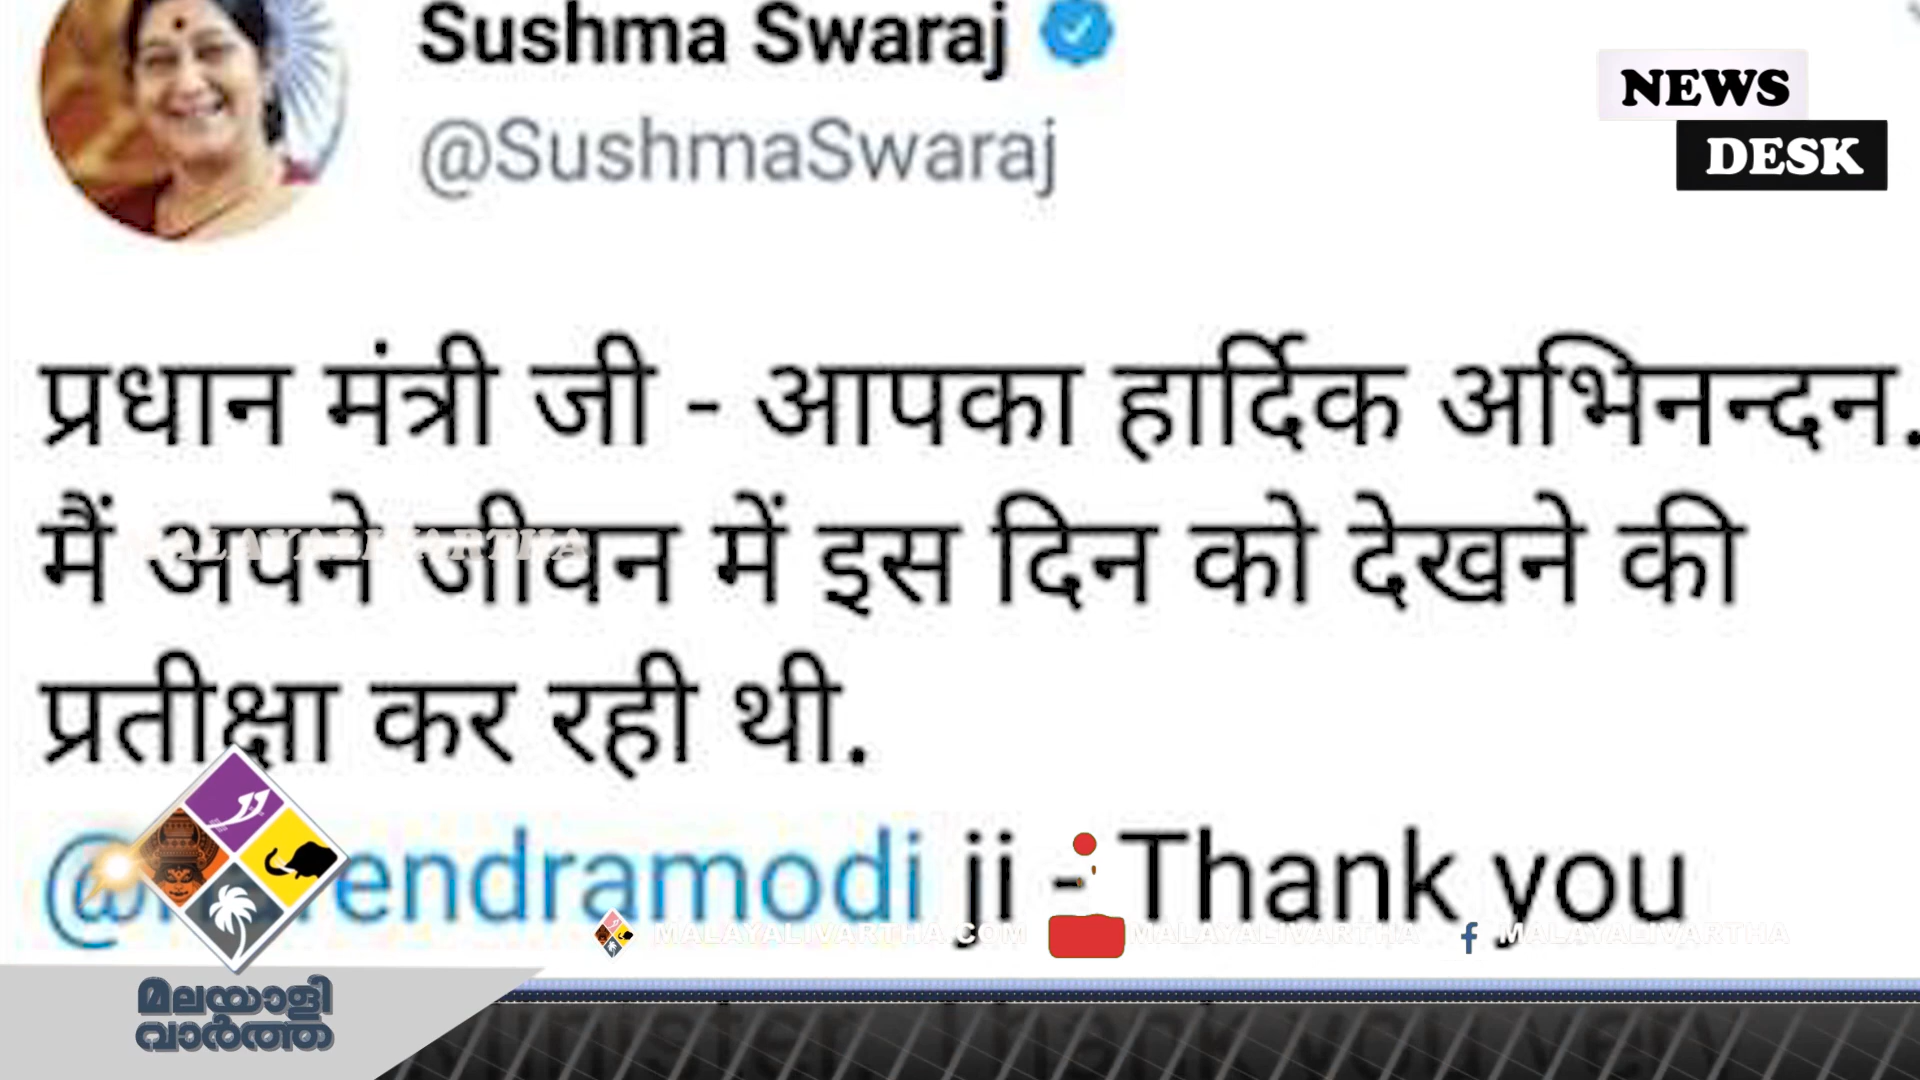 Sushma Swaraj
@SushmaSwaraj
NEWS
DESK
प्रधान मंत्री जी - आपका हार्दिक अभिनन्दन.
मैं अपने जीवन में इस दिन को देखने की
प्रतीक्षा कर रही थी.
ji - Thank you
MALAYALIVARTHA
MALAYALIVARTHA.COM
MALAYALIVARTHA
MALAYALIVARTHA
മലയാളി
വാർത്ത